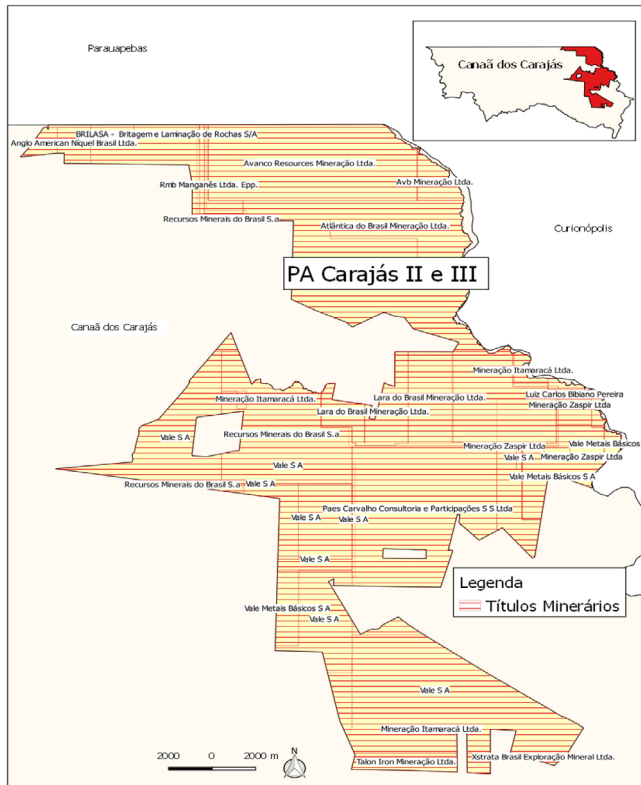 Parauapebas
Canaã dos Carajás
BRILASA - Britagem e Laminação de Rochas S/A
Anglo American Níquel Brasil Ltda.
Avanco Resources Mineração Ltda.
Rmb Manganês Ltda. Epp.
Avb Mineração Ltda.
Recursos Minerais do Brasil S.a
Atlântica do Brasil Mineração Ltda.
Curionópolis
PA Carajás II e III
Canaã dos Carajás
Mineração Itamaracá Ltda.
Luiz Carlos Bibiano Pereira
Mineração Itamaracá Ltda.
Lara do Brasil Mineração Ltda.
Mineração Zaspir Ltda
Lara do Brasil Mineração Ltda.
Vale S A
Recursos Minerais do Brasil S.a
Mineração Zaspir Ltda
Vale Metais Básicos
Vale S A
Mineração Zaspir Ltda
Vale S A
Vale Metais Básicos S A
Recursos Minerais do Brasil S.a
Vale S A
Paes Carvalho Consultoria e Participações S S Ltda
Vale S A
Vale S A
Vale S A
Legenda
Títulos Minerários
Vale Metais Básicos S A
Vale S A
Vale S A
Mineração Itamaracá Ltda.
Xstrata Brasil Exploração Mineral Ltda.
Talon Iron Mineração Ltda.
2000 0 2000 m
N